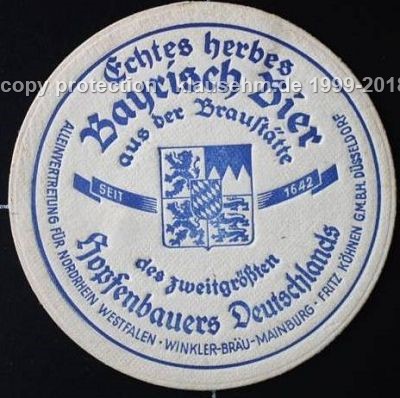 copy protection klausehm.de 1999-2018
Echtes herbes
Bayrisch Bier
aus der Braustätte
SEIT 1642
des zweitgrößten
Hopfenbauers Deutschlands
ALLEINVERTRETUNG FÜR NORDRHEIN WESTFALEN · WINKLER-BRÄU-MAINBURG · FRITZ KÖHNEN G.M.B.H. DÜSSELDORF